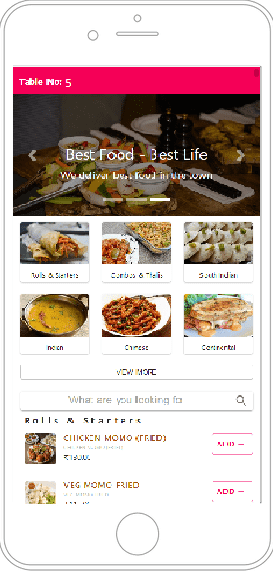 Table No: 5
Best Food - Best Life
We deliver best food in the town
Rolls & Starters
Combos & Thalis
South Indian
Indian
Chinese
Continental
VIEW MORE
What are you looking fo
Rolls & Starters
CHICKEN MOMO (FRIED)
ADD
VEG MOMO FRIED
ADD